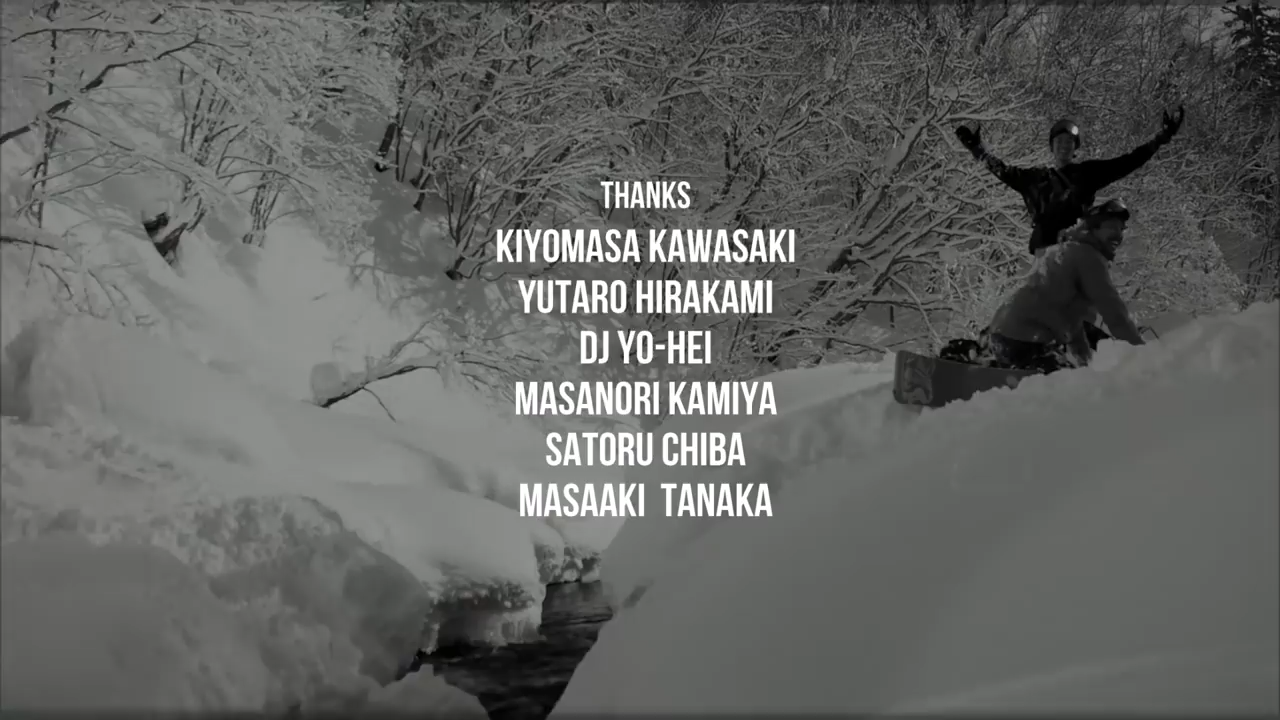 THANKS
KIYOMASA KAWASAKI
YUTARO HIRAKAMI
DJ YO-HEI
MASANORI KAMIYA
SATORU CHIBA
MASAAKI  TANAKA